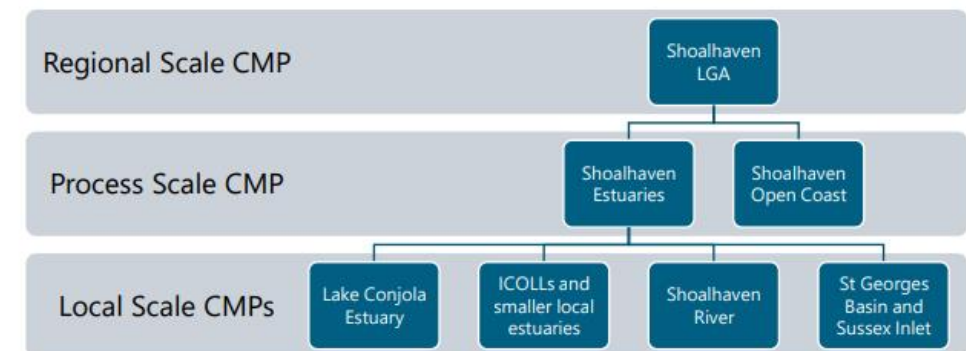 Regional Scale CMP
Shoalhaven
LGA
Process Scale CMP
Shoalhaven
Estuaries
Shoalhaven
Open Coast
Local Scale CMPs
Lake Conjola
Estuary
ICOLLs and
smaller local
estuaries
Shoalhaven
River
St Georges
Basin and
Sussex Inlet